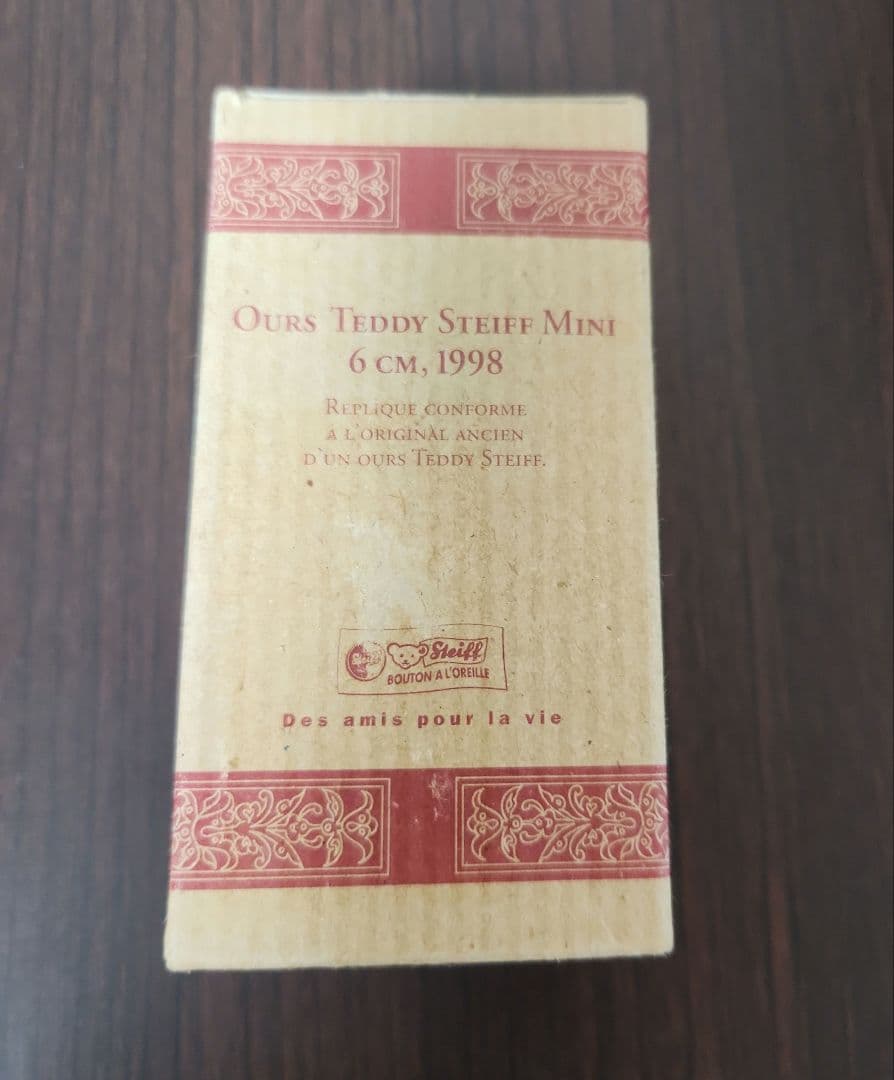 OURS TEDDY STEIFF MINI
6 CM, 1998
REPLIQUE CONFORME
A L'ORIGINAL ANCIEN
D'UN OURS TEDDY STEIFF.
Steiff
BOUTON A L'OREILLE
Des amis pour la vie